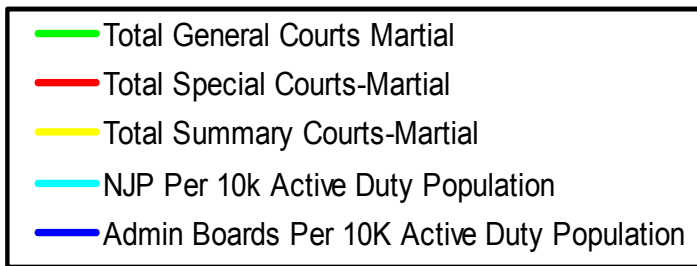 Total General Courts Martial
Total Special Courts-Martial
Total Summary Courts-Martial
NJP Per 10k Active Duty Population
Admin Boards Per 10K Active Duty Population